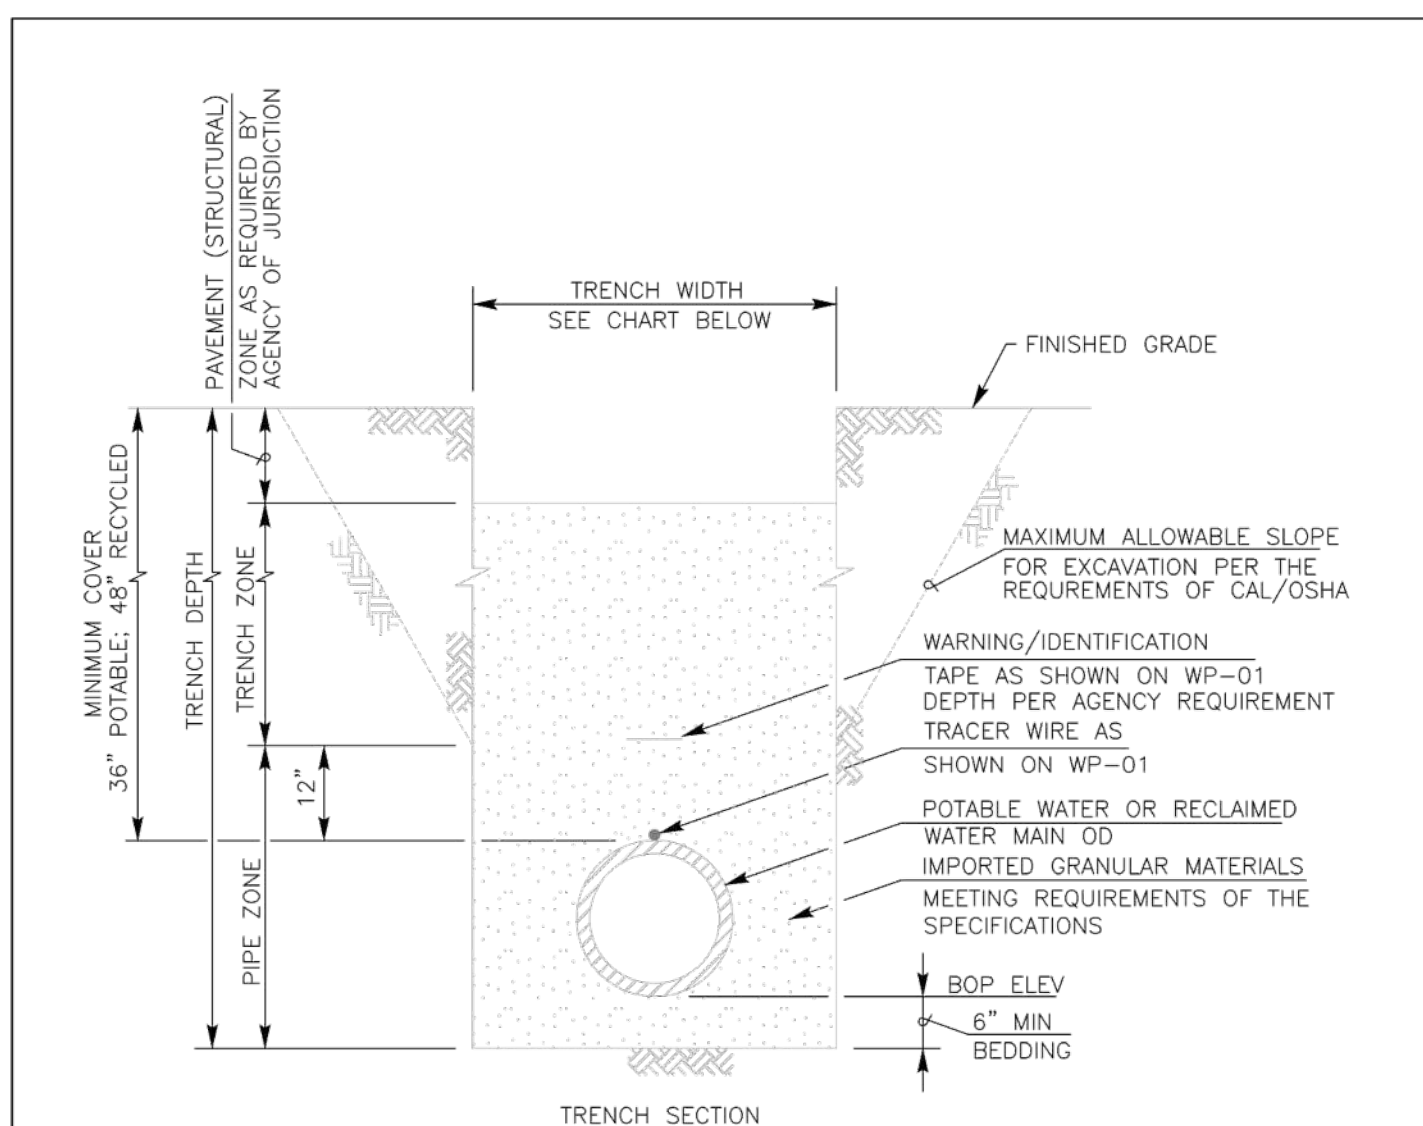 PAVEMENT (STRUCTURAL)
ZONE AS REQUIRED BY
AGENCY OF JURISDICTION
TRENCH WIDTH
SEE CHART BELOW
FINISHED GRADE
MINIMUM COVER
36" POTABLE; 48" RECYCLED
TRENCH DEPTH
TRENCH ZONE
12"
PIPE ZONE
MAXIMUM ALLOWABLE SLOPE
FOR EXCAVATION PER THE
REQUREMENTS OF CAL/OSHA
WARNING/IDENTIFICATION
TAPE AS SHOWN ON WP-01
DEPTH PER AGENCY REQUIREMENT
TRACER WIRE AS
SHOWN ON WP-01
POTABLE WATER OR RECLAIMED
WATER MAIN OD
IMPORTED GRANULAR MATERIALS
MEETING REQUIREMENTS OF THE
SPECIFICATIONS
BOP ELEV
6" MIN
BEDDING
TRENCH SECTION